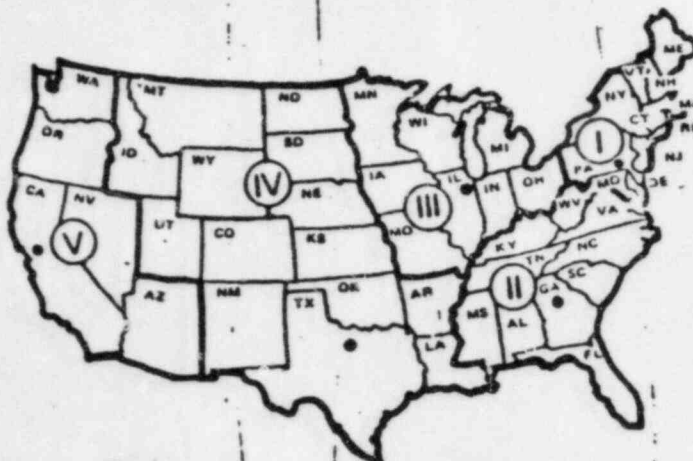 ME
WA
MT
ND
MN
VT
NH
NY
OR
ID
SD
WI
MI
CT
RI
I
WY
IV
IA
PA
NJ
CA
NV
NE
III
IL
IN
OH
MD
DE
V
UT
CO
KS
MO
WV
VA
KY
NC
TN
AZ
NM
TX
OK
AR
II
SC
GA
MS
AL
LA
FL